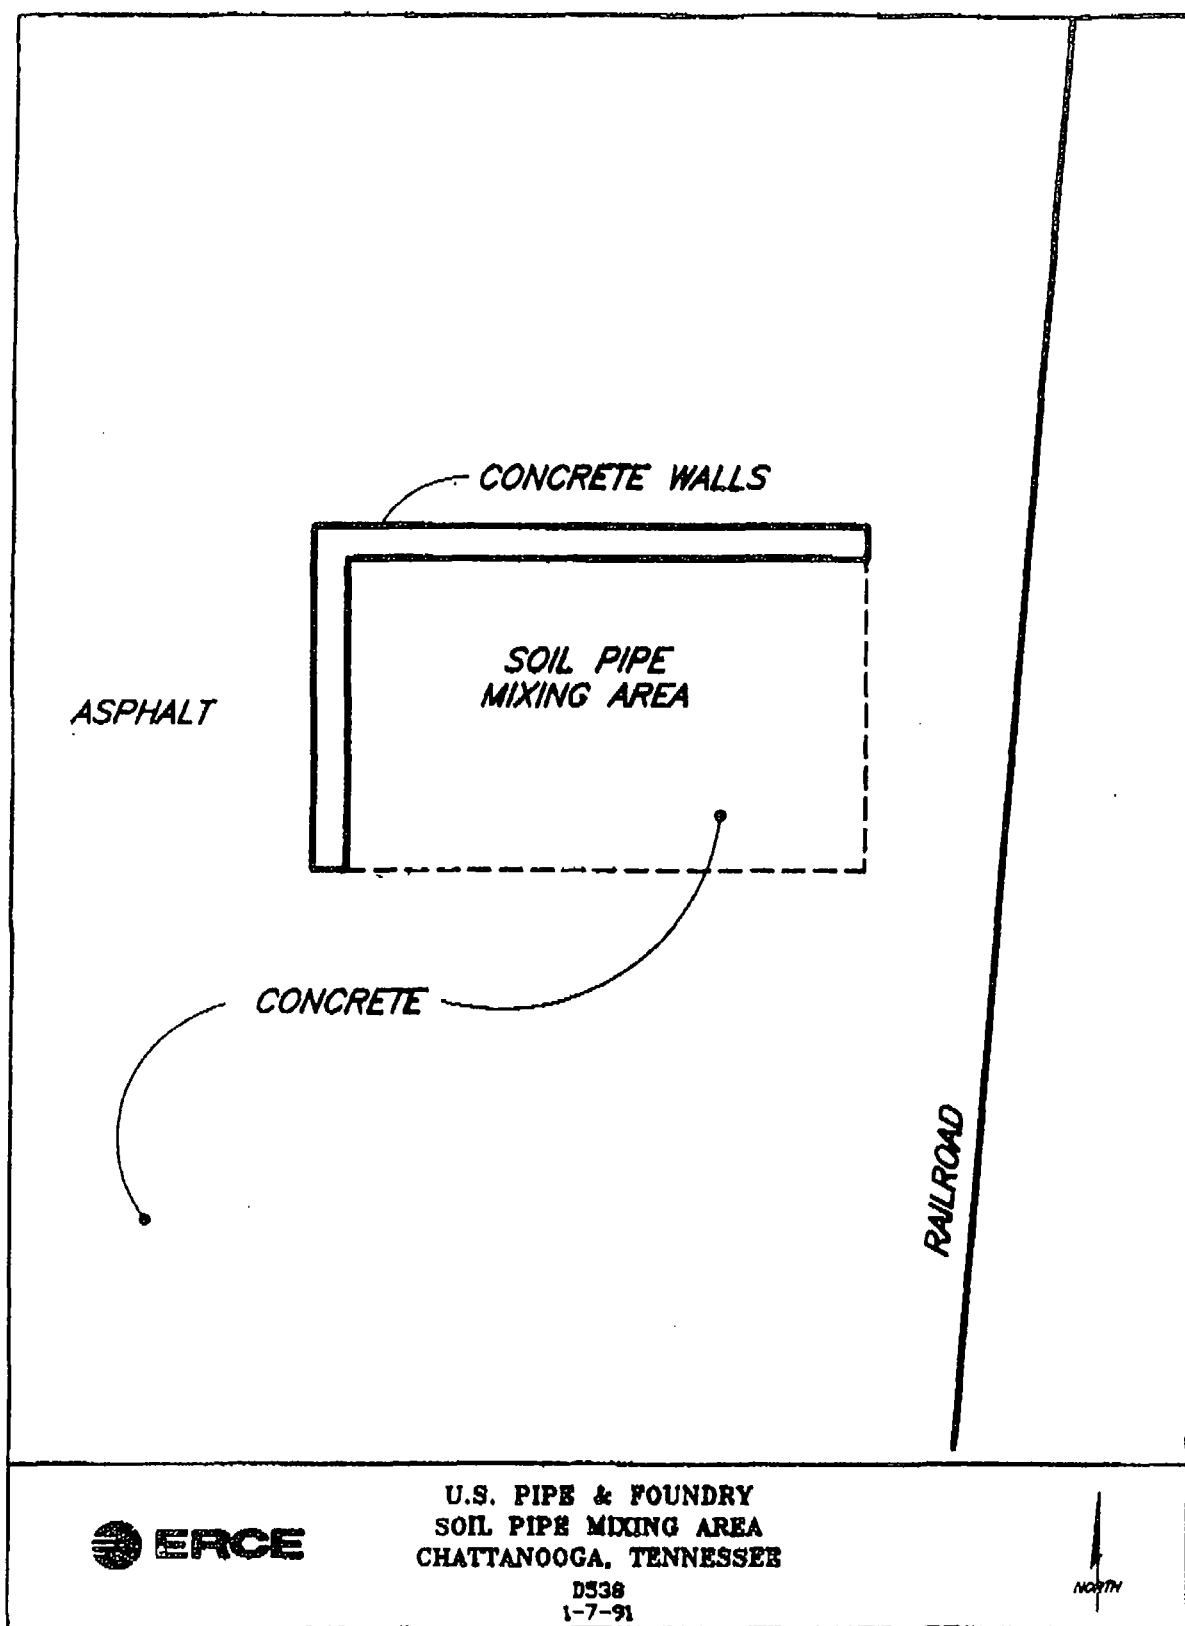 CONCRETE WALLS
SOIL PIPE
MIXING AREA
ASPHALT
CONCRETE
RAILROAD
U.S. PIPE & FOUNDRY
SOIL PIPE MIXING AREA
CHATTANOOGA, TENNESSEE
D538
1-7-91
ERCE
NORTH